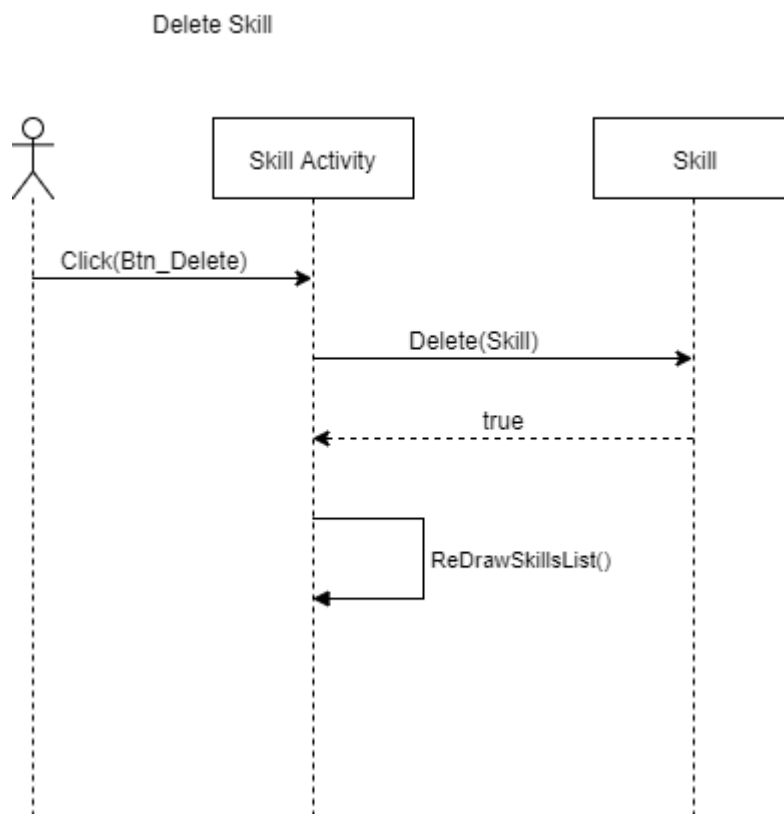 Delete Skill
Skill Activity
Skill
Click(Btn_Delete)
Delete(Skill)
true
ReDrawSkillsList()